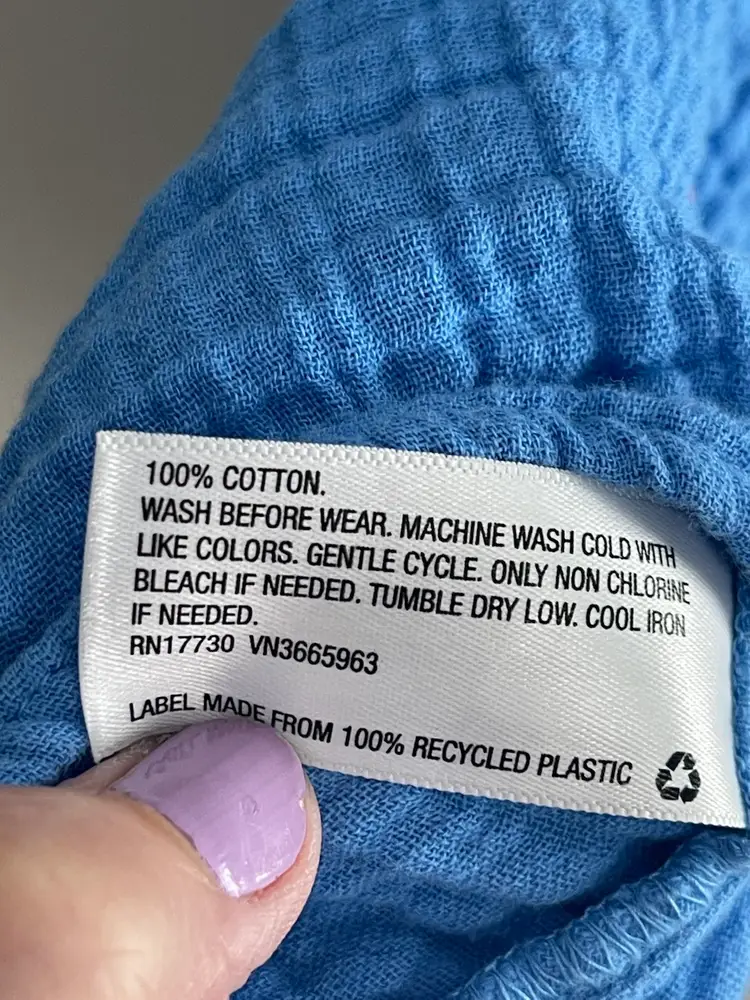 100% COTTON.
WASH BEFORE WEAR. MACHINE WASH COLD WITH
LIKE COLORS. GENTLE CYCLE. ONLY NON CHLORINE
BLEACH IF NEEDED. TUMBLE DRY LOW. COOL IRON
IF NEEDED.
RN17730 VN3665963
LABEL MADE FROM 100% RECYCLED PLASTIC